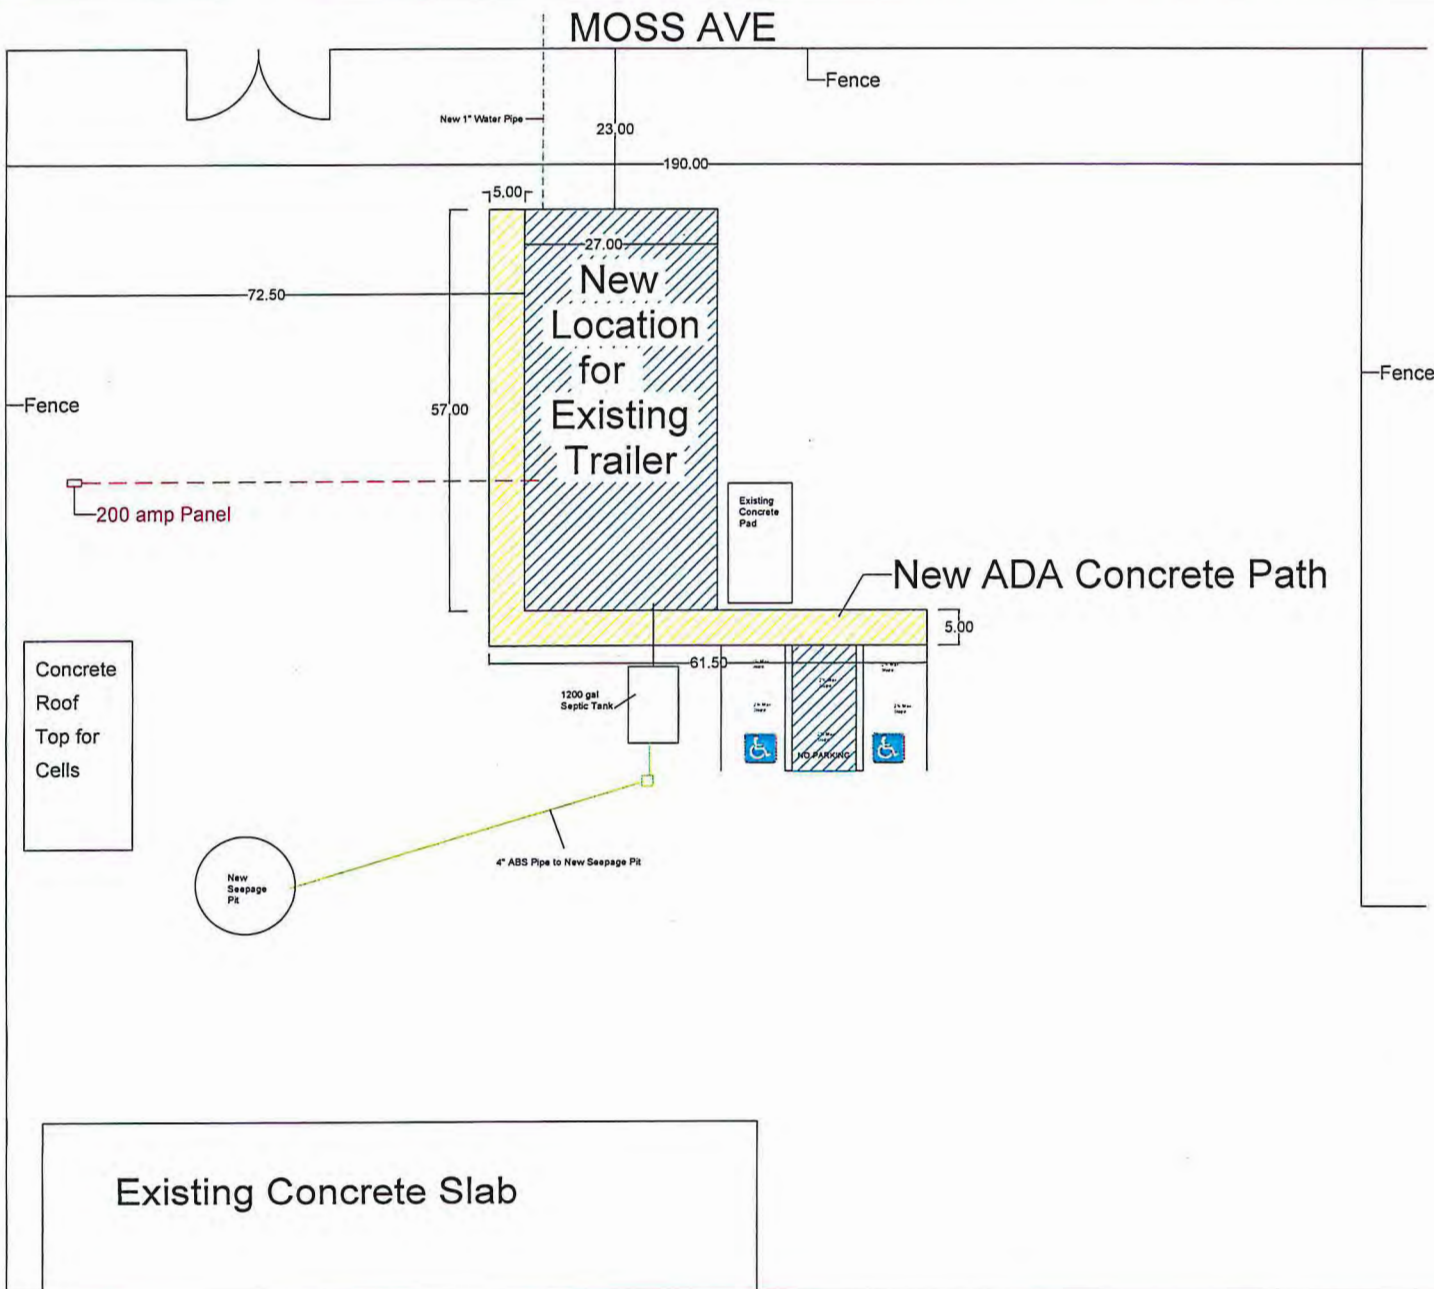 MOSS AVE
Fence
New 1" Water Pipe
23.00
190.00
5.00
27.00
New
Location
for
Existing
Trailer
72.50
Fence
Fence
57.00
200 amp Panel
Existing
Concrete
Pad
New ADA Concrete Path
5.00
61.50
Concrete
Roof
Top for
Cells
1200 gal
Septic Tank
NO PARKING
4" ABS Pipe to New Seepage Pit
New
Seepage
Pit
Existing Concrete Slab